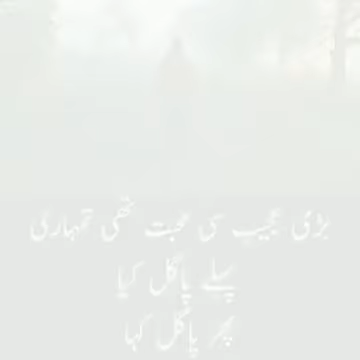 بڑی عجیب سی محبت تھی تمہاری
پہلے پاگل کیا
پھر پاگل کہا